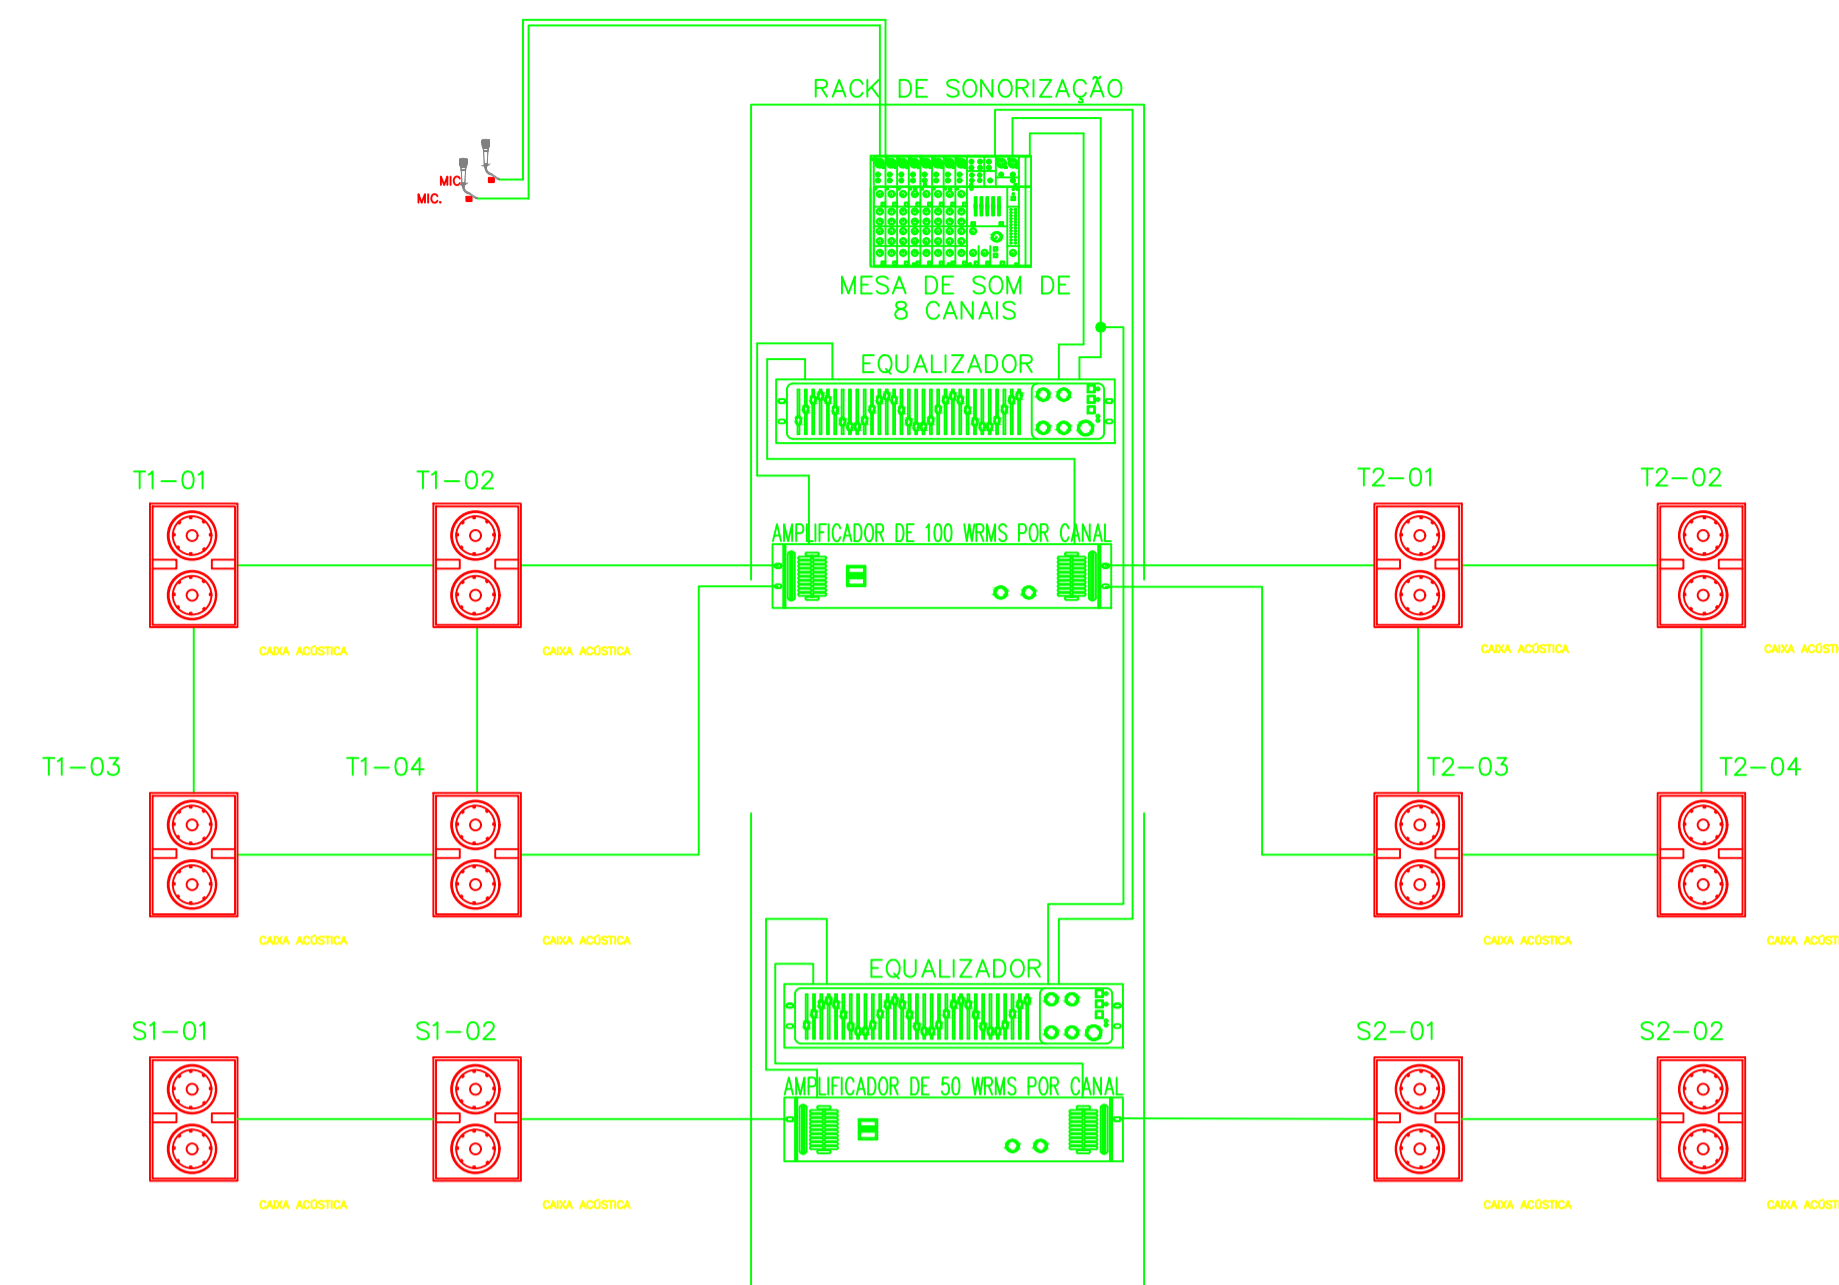 RACK DE SONORIZAÇÃO
MIC.
MIC.
MESA DE SOM DE
8 CANAIS
EQUALIZADOR
T1-01
T1-02
T2-01
T2-02
AMPLIFICADOR DE 100 WRMS POR CANAL
CAIXA ACÚSTICA
CAIXA ACÚSTICA
CAIXA ACÚSTICA
CAIXA
T1-03
T1-04
T2-03
T2-04
CAIXA ACÚSTICA
CAIXA ACÚSTICA
CAIXA ACÚSTICA
CAIXA
EQUALIZADOR
S1-01
S1-02
S2-01
S2-02
AMPLIFICADOR DE 50 WRMS POR CANAL
CAIXA ACÚSTICA
CAIXA ACÚSTICA
CAIXA ACÚSTICA
CAIXA